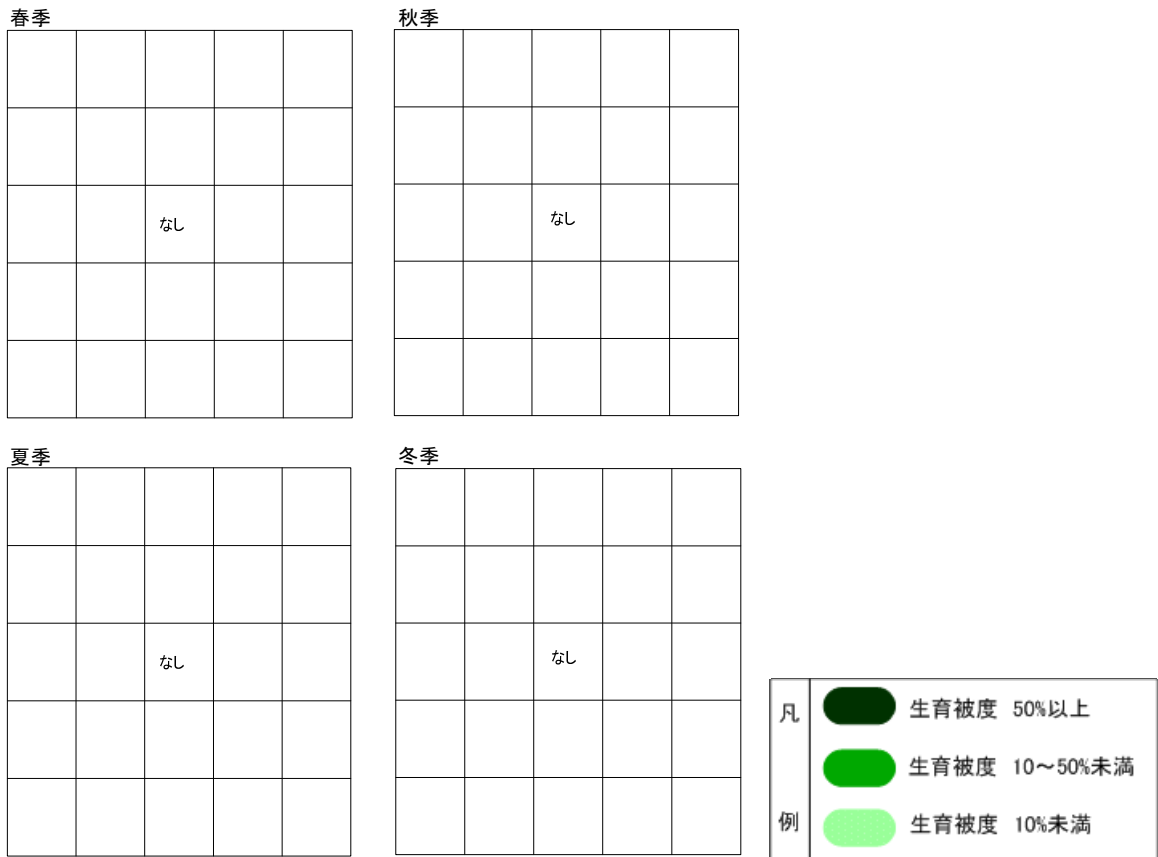 春季
なし
秋季
なし
夏季
なし
冬季
なし
凡例
生育被度 50%以上
生育被度 10～50%未満
生育被度 10%未満